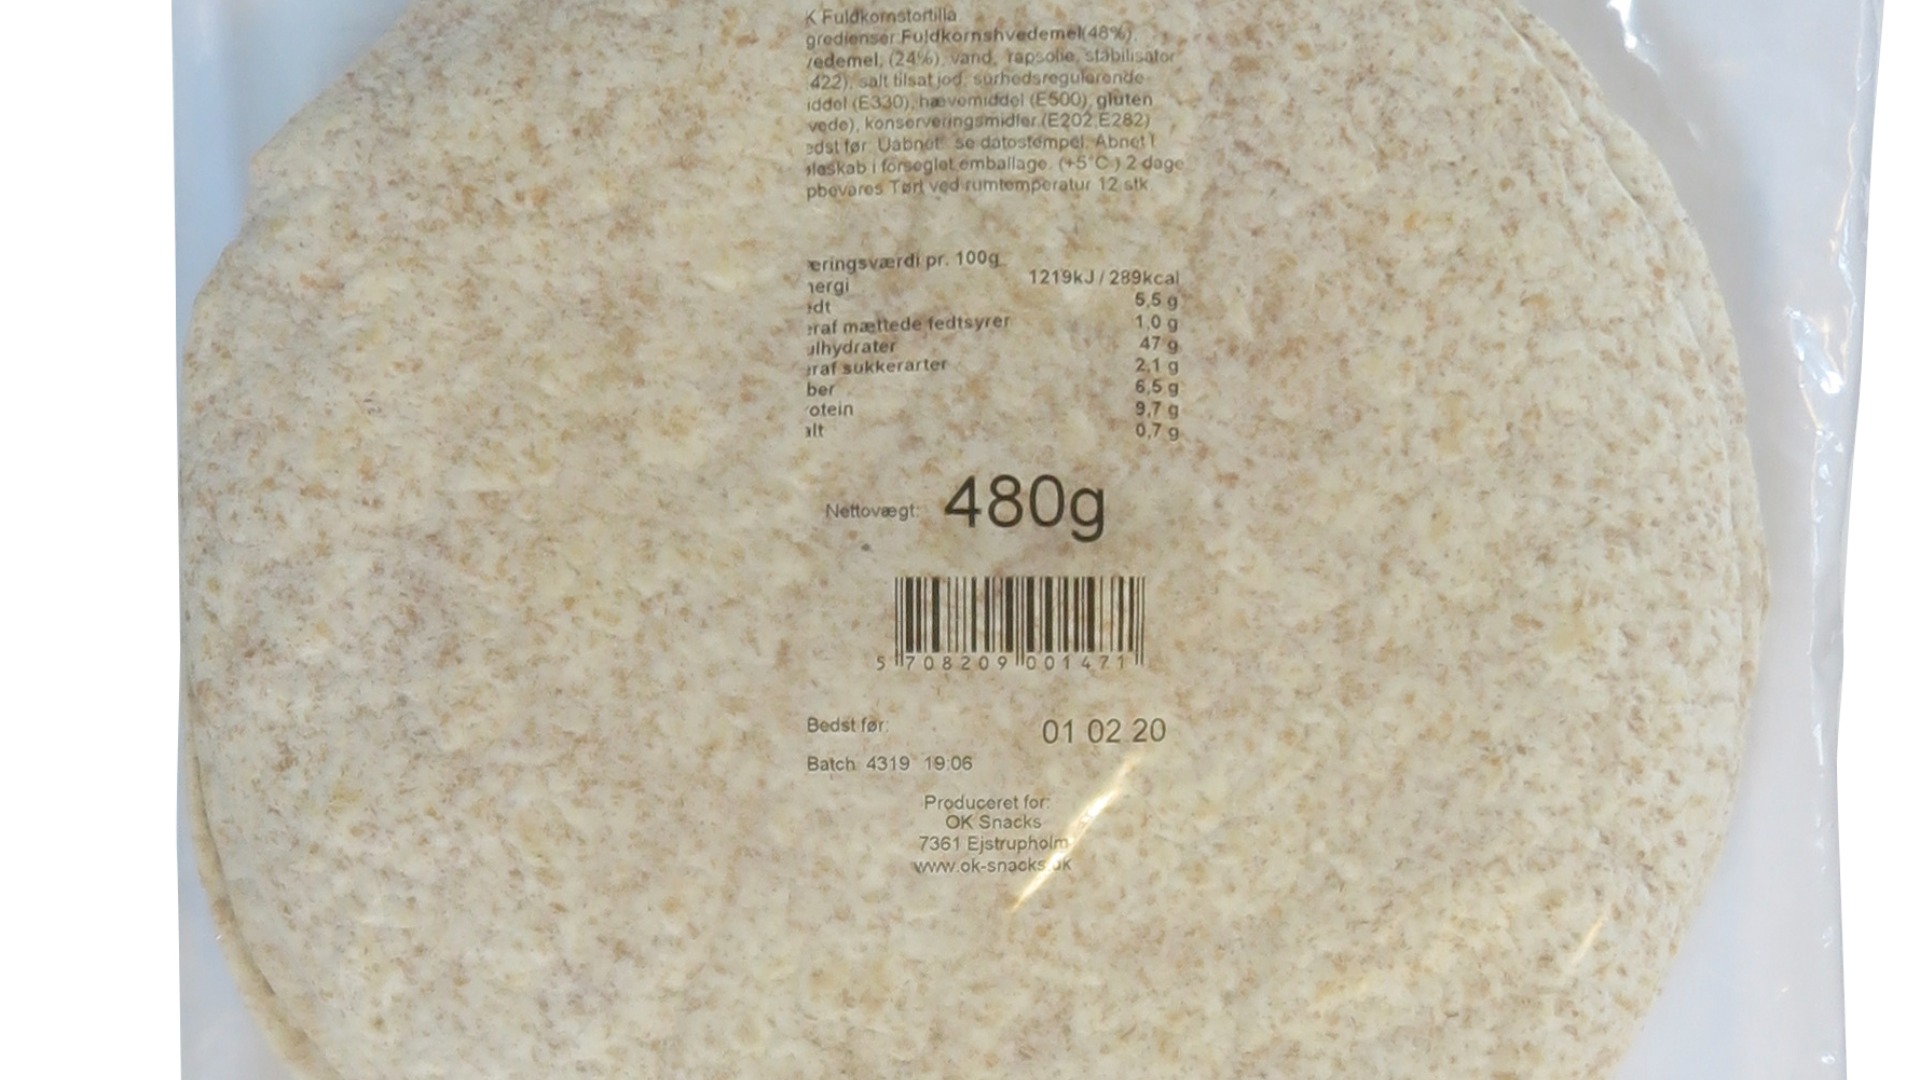 K Fuldkornstortilla
gredienser Fuldkornshvedemel(48%),
vedemel, (24%), vand, rapsolie, stabilisator
422), salt tilsat jod, surhedsregulerende
iddel (E330), hævemiddel (E500), gluten
vede), konserveringsmidler (E202,E282)
edst før: Uåbnet: se datostempel. Åbnet I
leskab i forseglet emballage. (+5°C ) 2 dage
pbevares Tørt ved rumtemperatur 12 stk
æringsværdi pr. 100g
nergi 1219kJ / 289kcal
edt 5,5 g
eraf mættede fedtsyrer 1,0 g
ulhydrater 47 g
eraf sukkerarter 2,1 g
ber 6,5 g
rotein 9,7 g
alt 0,7 g
Nettovægt: 480g
5 708209 001471
Bedst før: 01 02 20
Batch 4319 19:06
Produceret for:
OK Snacks
7361 Ejstrupholm
www.ok-snacks.dk